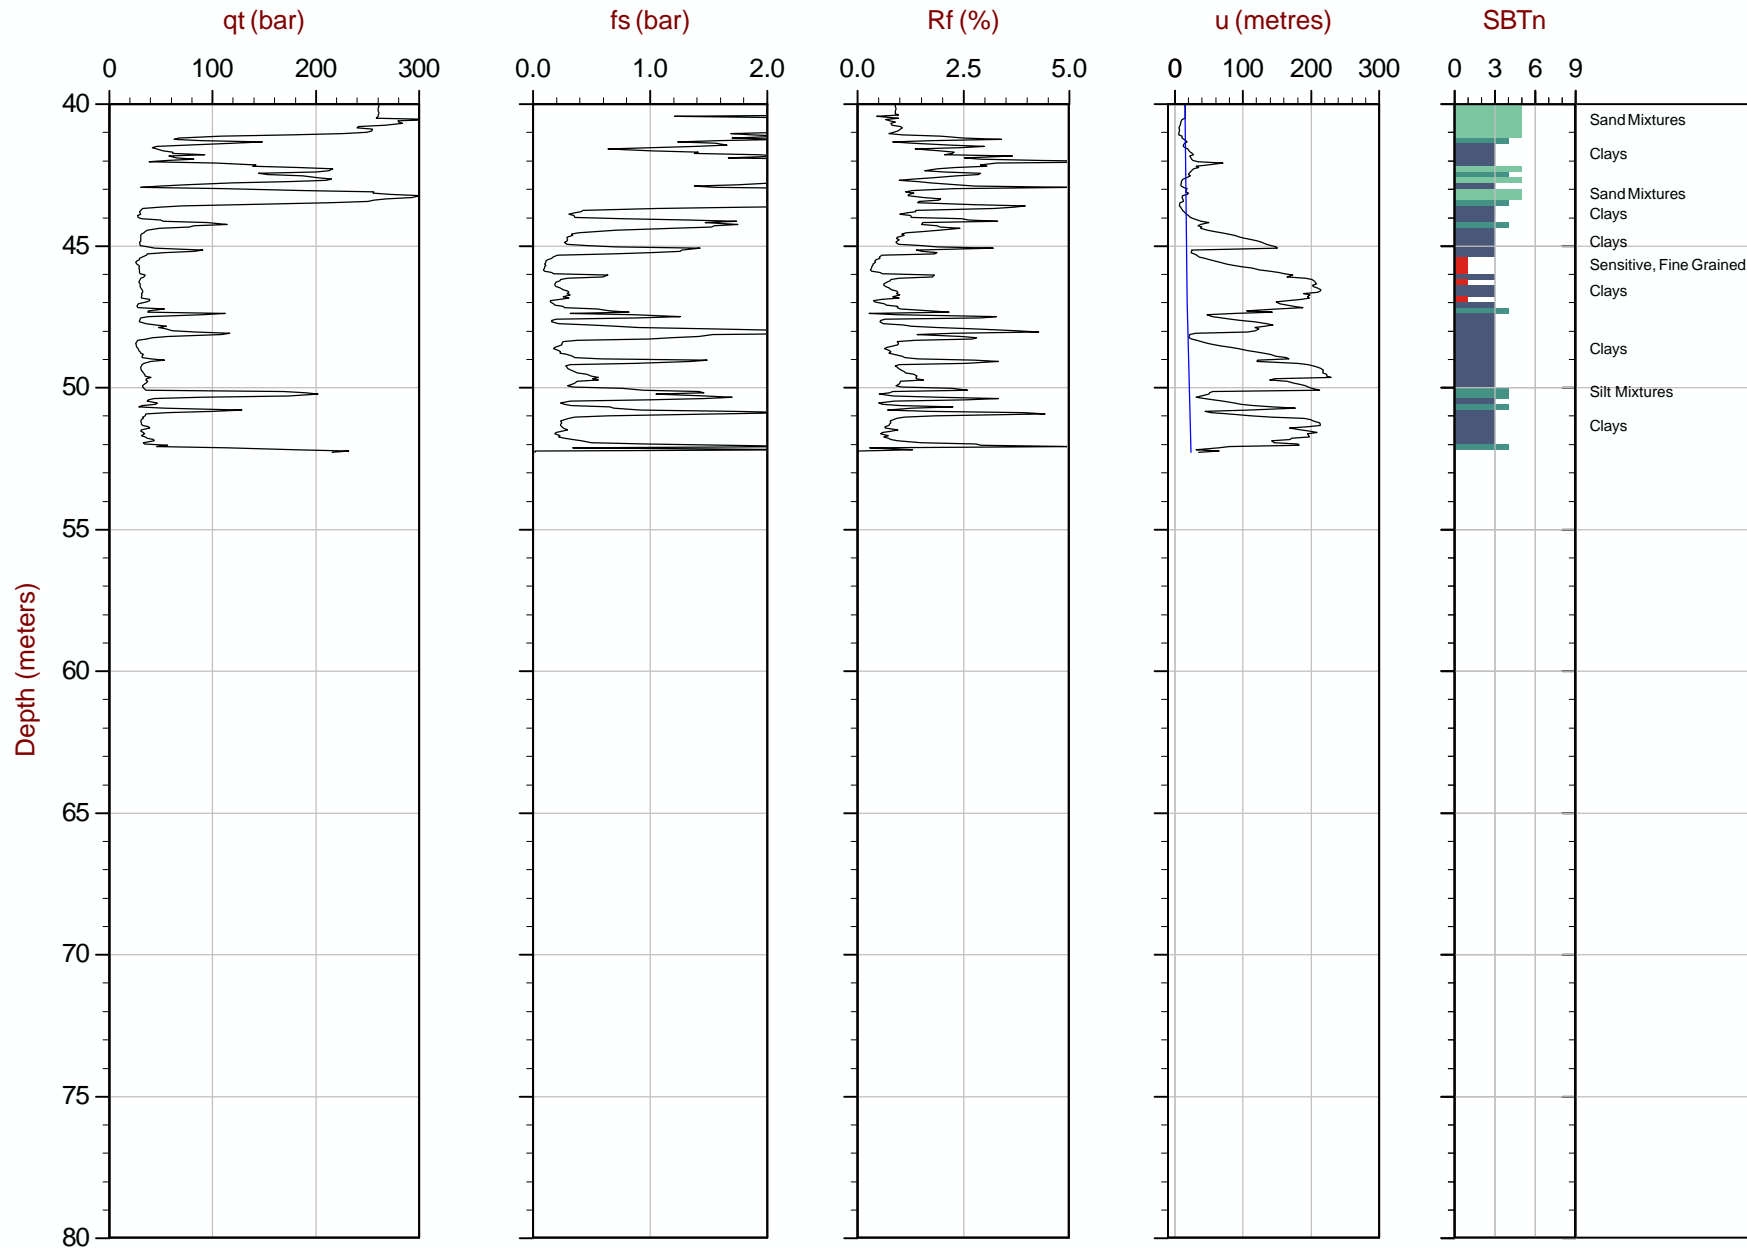 qt (bar) fs (bar) Rf (%) u (metres) SBTn
0 100 200 300 0.0 1.0 2.0 0.0 2.5 5.0 0 100 200 300 0 3 6 9
40
Sand Mixtures
Clays
Sand Mixtures
Clays
Clays
45
Sensitive, Fine Grained
Clays
Clays
50
Silt Mixtures
Clays
55
60
65
70
75
80
Depth (meters)